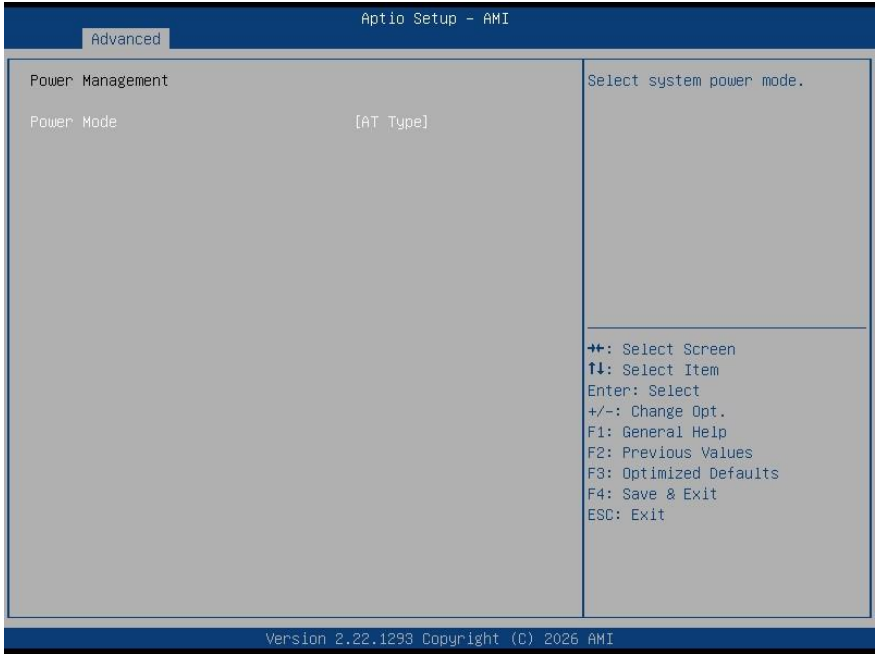 Aptio Setup – AMI
Advanced
Power Management
Power Mode [AT Type]
Select system power mode.
→←: Select Screen
↑↓: Select Item
Enter: Select
+/-: Change Opt.
F1: General Help
F2: Previous Values
F3: Optimized Defaults
F4: Save & Exit
ESC: Exit
Version 2.22.1293 Copyright (C) 2026 AMI